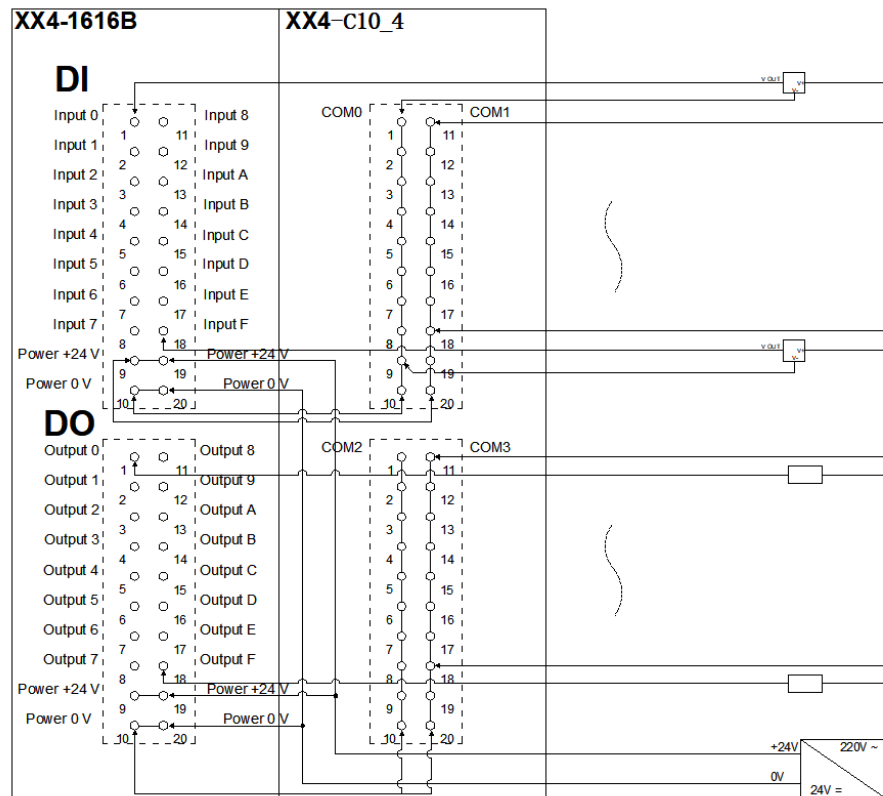 XX4-1616B XX4-C10_4
DI
V OUT V+
V-
Input 0 Input 8 COM0 COM1
1 11 1 11
Input 1 Input 9
2 12 2 12
Input 2 Input A
3 13 3 13
Input 3 Input B
4 14 4 14
Input 4 Input C
5 15 5 15
Input 5 Input D
6 16 6 16
Input 6 Input E
7 17 7 17
Input 7 Input F
8 18 8 18
V OUT V+
V-
Power +24 V Power +24 V
9 19 9 19
Power 0 V Power 0 V
10 20 10 20
DO
Output 0 Output 8 COM2 COM3
1 11 1 11
Output 1 Output 9
2 12 2 12
Output 2 Output A
3 13 3 13
Output 3 Output B
4 14 4 14
Output 4 Output C
5 15 5 15
Output 5 Output D
6 16 6 16
Output 6 Output E
7 17 7 17
Output 7 Output F
8 18 8 18
Power +24 V Power +24 V
9 19 9 19
Power 0 V Power 0 V
10 20 10 20
+24V 220V ~
0V
24V =